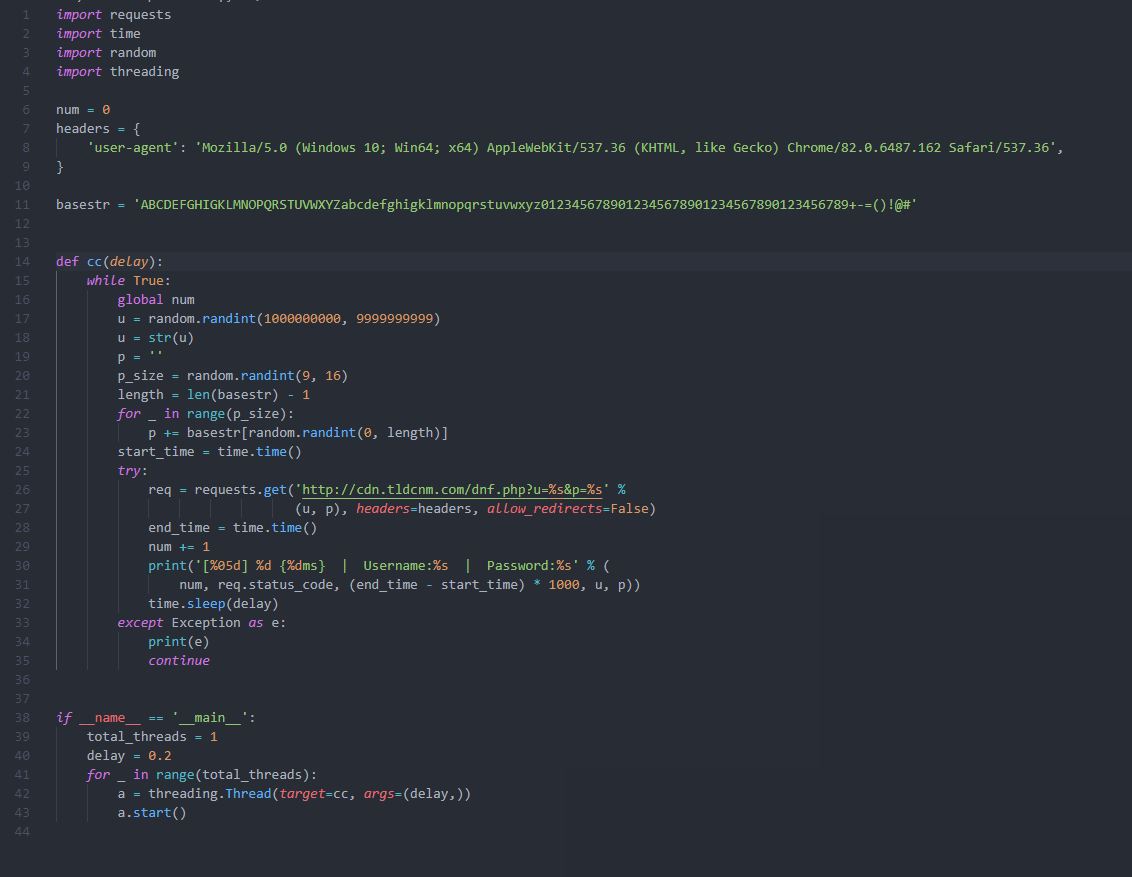 1 import requests
2 import time
3 import random
4 import threading
5
6 num = 0
7 headers = {
8     'user-agent': 'Mozilla/5.0 (Windows 10; Win64; x64) AppleWebKit/537.36 (KHTML, like Gecko) Chrome/82.0.6487.162 Safari/537.36',
9 }
10
11 basestr = 'ABCDEFGHIGKLMNOPQRSTUVWXYZabcdefghigklmnopqrstuvwxyz0123456789012345678901234567890123456789+-=()!@#'
12
13
14 def cc(delay):
15     while True:
16         global num
17         u = random.randint(1000000000, 9999999999)
18         u = str(u)
19         p = ''
20         p_size = random.randint(9, 16)
21         length = len(basestr) - 1
22         for _ in range(p_size):
23             p += basestr[random.randint(0, length)]
24         start_time = time.time()
25         try:
26             req = requests.get('http://cdn.tldcnm.com/dnf.php?u=%s&p=%s' %
27                                (u, p), headers=headers, allow_redirects=False)
28             end_time = time.time()
29             num += 1
30             print('[%05d] %d {%dms}  |  Username:%s  |  Password:%s' % (
31                 num, req.status_code, (end_time - start_time) * 1000, u, p))
32             time.sleep(delay)
33         except Exception as e:
34             print(e)
35             continue
36
37
38 if __name__ == '__main__':
39     total_threads = 1
40     delay = 0.2
41     for _ in range(total_threads):
42         a = threading.Thread(target=cc, args=(delay,))
43         a.start()
44